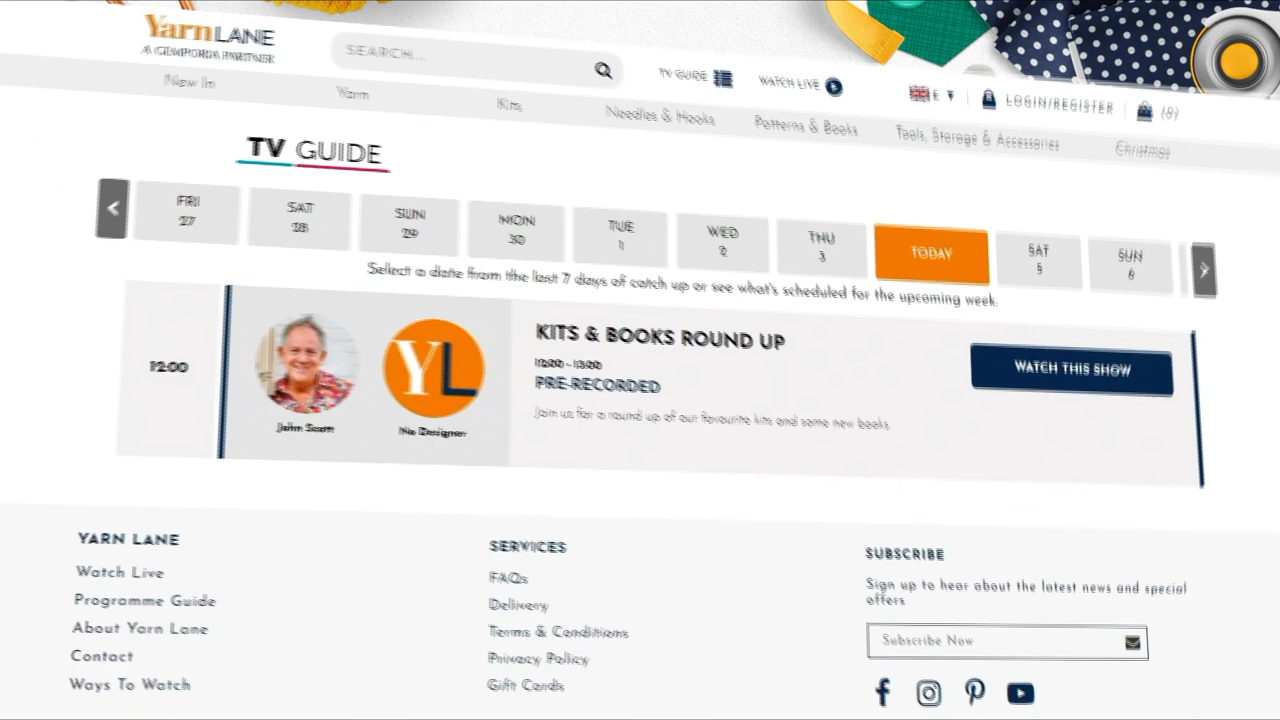 YarnLANE
A GEMPORIA PARTNER
SEARCH...
TV GUIDE
WATCH LIVE
£ ▼
LOGIN/REGISTER
(0)
New In
Yarn
Kits
Needles & Hooks
Patterns & Books
Tools, Storage & Accessories
Christmas
TV GUIDE
<
FRI
27
SAT
28
SUN
29
MON
30
TUE
1
WED
2
THU
3
TODAY
SAT
5
SUN
6
>
Select a date from the last 7 days of catch up or see what's scheduled for the upcoming week.
12:00
YL
John Scott
No Designer
KITS & BOOKS ROUND UP
12:00 - 13:00
PRE-RECORDED
Join us for a round up of our favourite kits and some new books.
WATCH THIS SHOW
YARN LANE
Watch Live
Programme Guide
About Yarn Lane
Contact
Ways To Watch
SERVICES
FAQs
Delivery
Terms & Conditions
Privacy Policy
Gift Cards
SUBSCRIBE
Sign up to hear about the latest news and special
offers
Subscribe Now